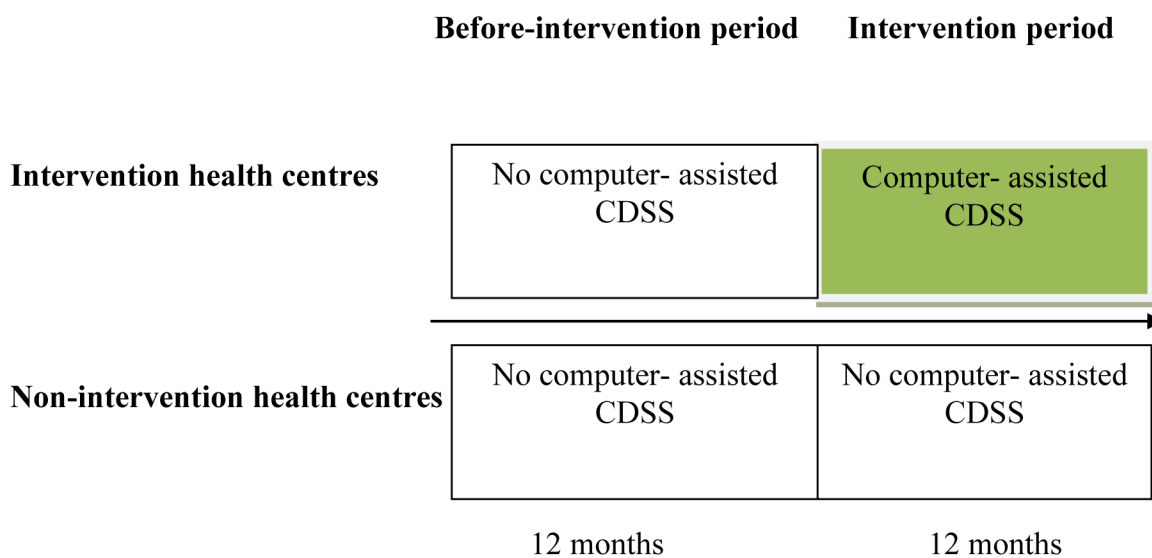 Before-intervention period Intervention period
Intervention health centres
No computer- assisted
CDSS
Computer- assisted
CDSS
Non-intervention health centres
No computer- assisted
CDSS
No computer- assisted
CDSS
12 months 12 months